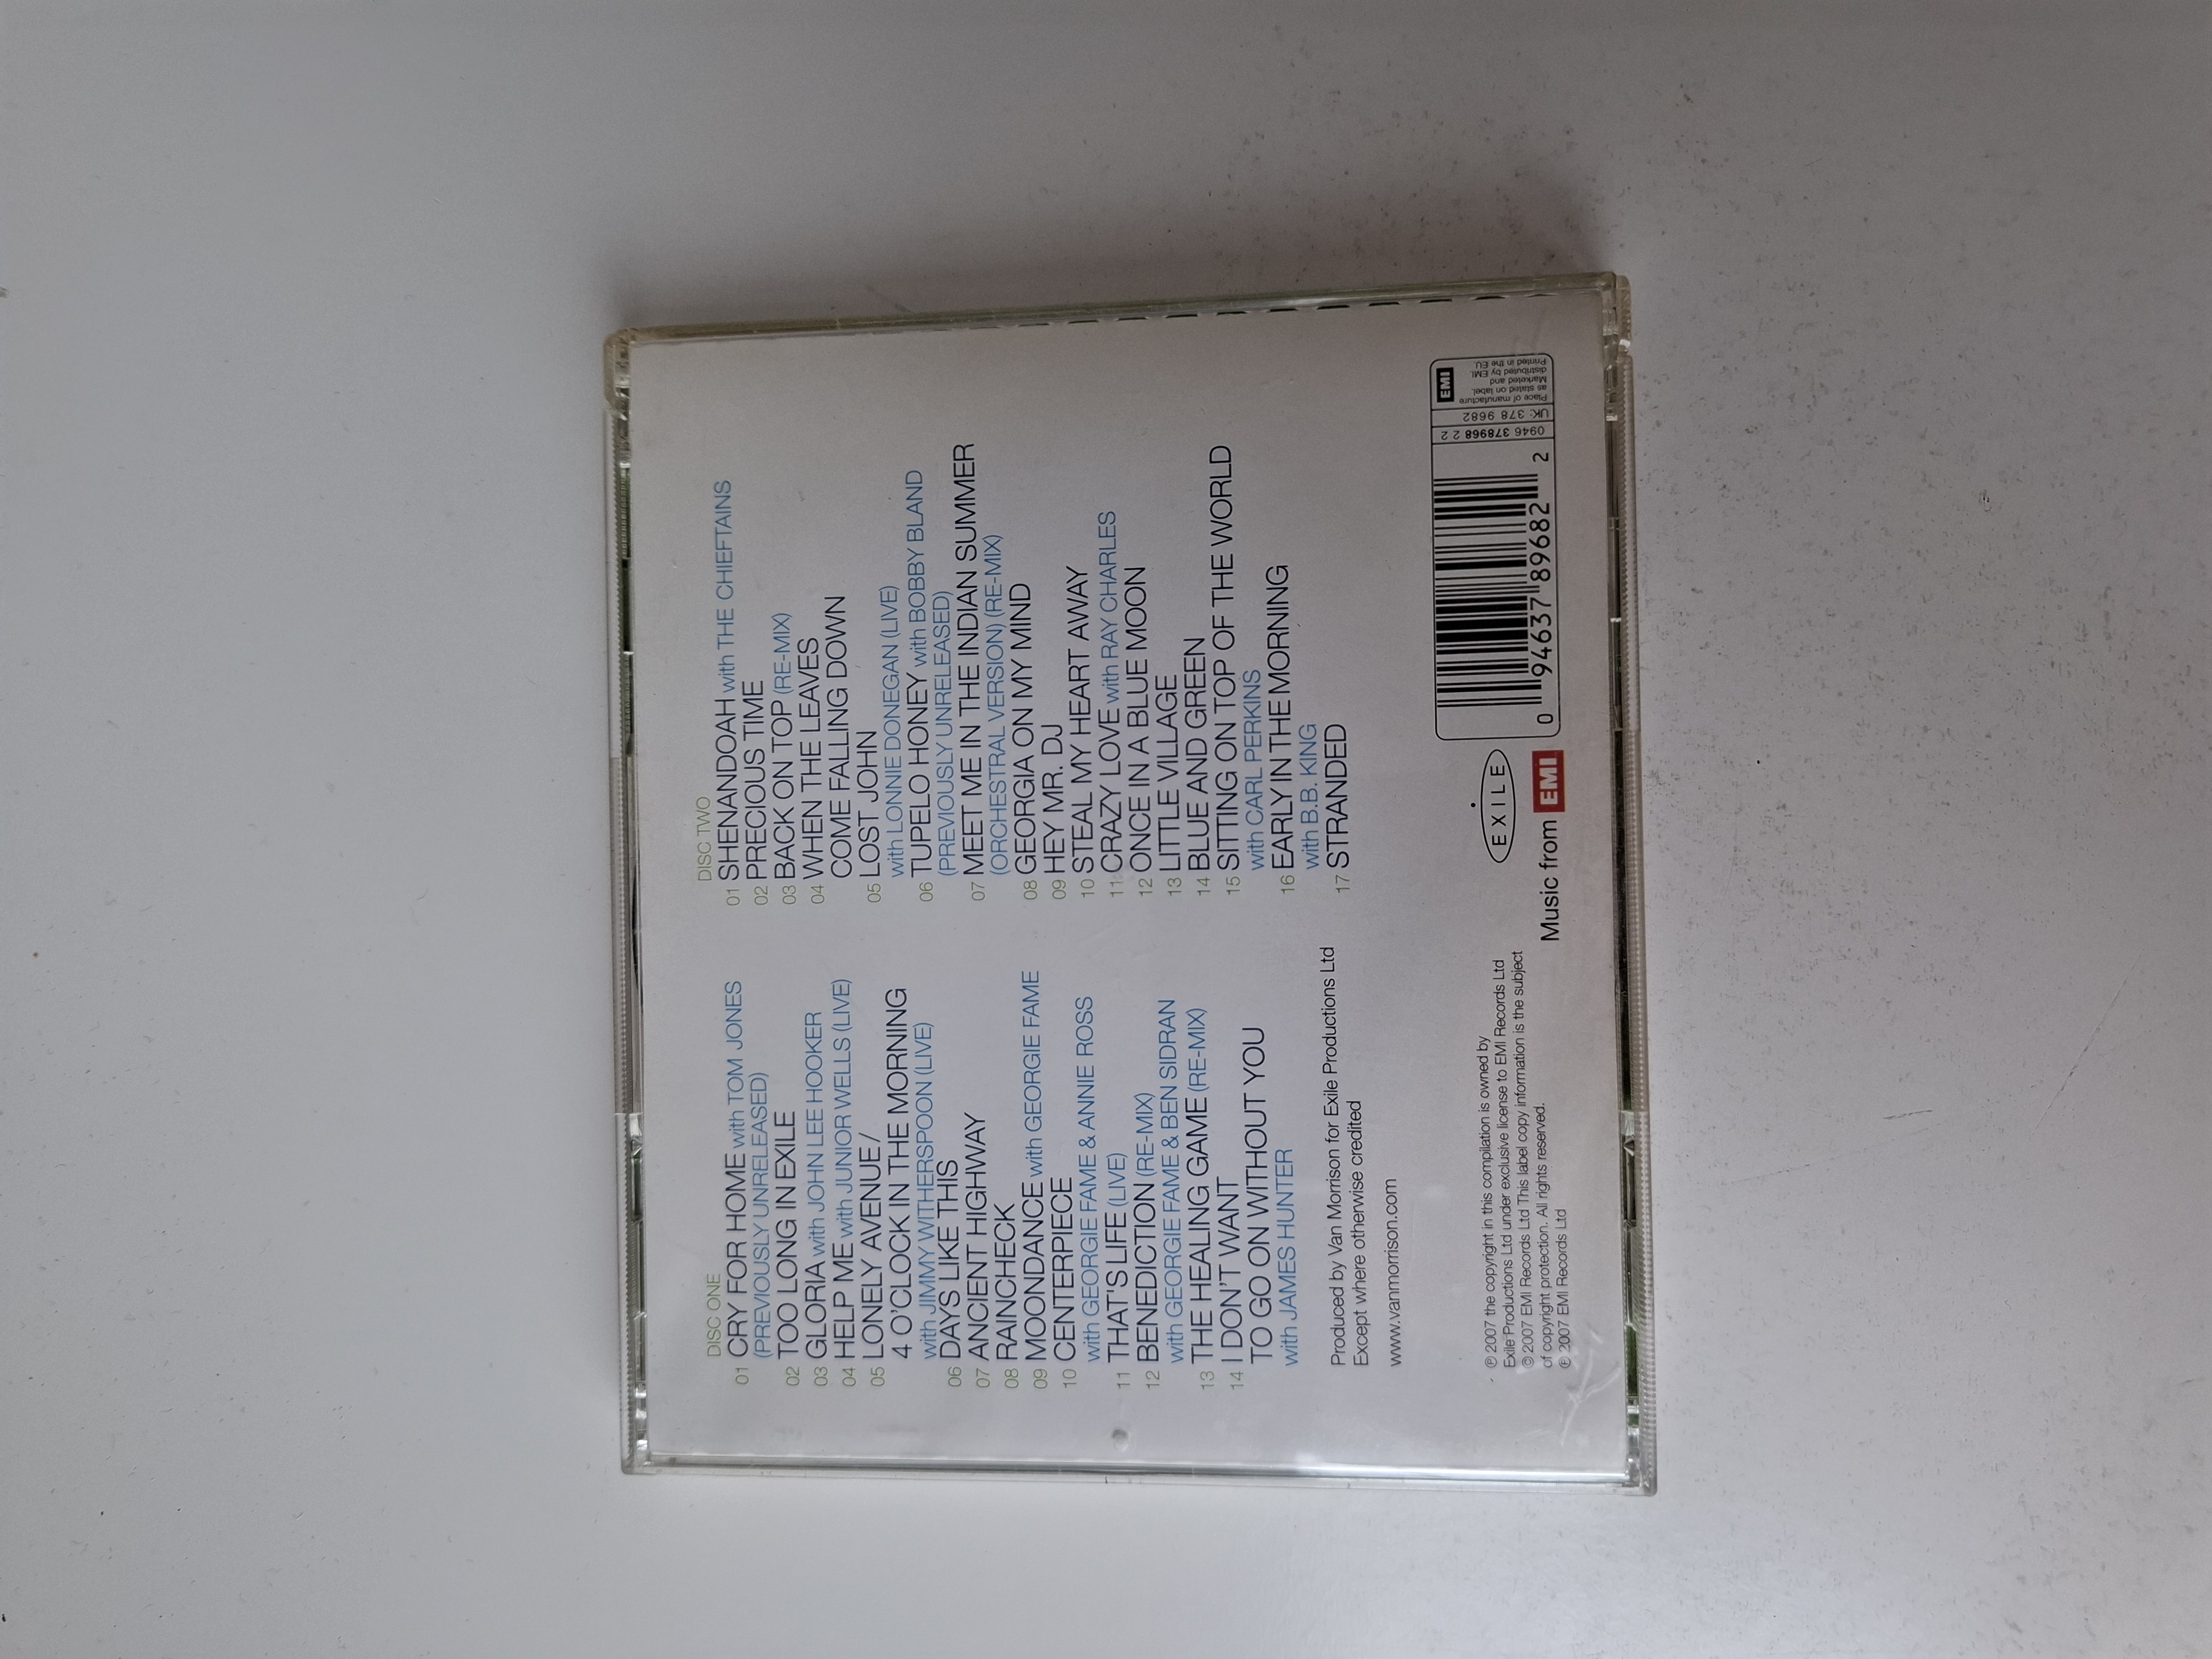 DISC ONE
01 CRY FOR HOME with TOM JONES
(PREVIOUSLY UNRELEASED)
02 TOO LONG IN EXILE
03 GLORIA with JOHN LEE HOOKER
04 HELP ME with JUNIOR WELLS (LIVE)
05 LONELY AVENUE /
4 O'CLOCK IN THE MORNING
with JIMMY WITHERSPOON (LIVE)
06 DAYS LIKE THIS
07 ANCIENT HIGHWAY
08 RAINCHECK
09 MOONDANCE with GEORGIE FAME
10 CENTERPIECE
with GEORGIE FAME & ANNIE ROSS
11 THAT'S LIFE (LIVE)
12 BENEDICTION (RE-MIX)
with GEORGIE FAME & BEN SIDRAN
13 THE HEALING GAME (RE-MIX)
14 I DON'T WANT
TO GO ON WITHOUT YOU
with JAMES HUNTER
Produced by Van Morrison for Exile Productions Ltd
Except where otherwise credited
www.vanmorrison.com
℗ 2007 the copyright in this compilation is owned by
Exile Productions Ltd under exclusive license to EMI Records Ltd
© 2007 EMI Records Ltd This label copy information is the subject
of copyright protection. All rights reserved.
℗ 2007 EMI Records Ltd
DISC TWO
01 SHENANDOAH with THE CHIEFTAINS
02 PRECIOUS TIME
03 BACK ON TOP (RE-MIX)
04 WHEN THE LEAVES
COME FALLING DOWN
05 LOST JOHN
with LONNIE DONEGAN (LIVE)
06 TUPELO HONEY with BOBBY BLAND
(PREVIOUSLY UNRELEASED)
07 MEET ME IN THE INDIAN SUMMER
(ORCHESTRAL VERSION) (RE-MIX)
08 GEORGIA ON MY MIND
09 HEY MR. DJ
10 STEAL MY HEART AWAY
11 CRAZY LOVE with RAY CHARLES
12 ONCE IN A BLUE MOON
13 LITTLE VILLAGE
14 BLUE AND GREEN
15 SITTING ON TOP OF THE WORLD
with CARL PERKINS
16 EARLY IN THE MORNING
with B.B. KING
17 STRANDED
EXILE
Music from EMI
0 94637 89682 2
0946 378968 2 2
UK: 378 9682
EMI
Place of manufacture
as stated on label.
Marketed and
distributed by EMI.
Printed in the EU.